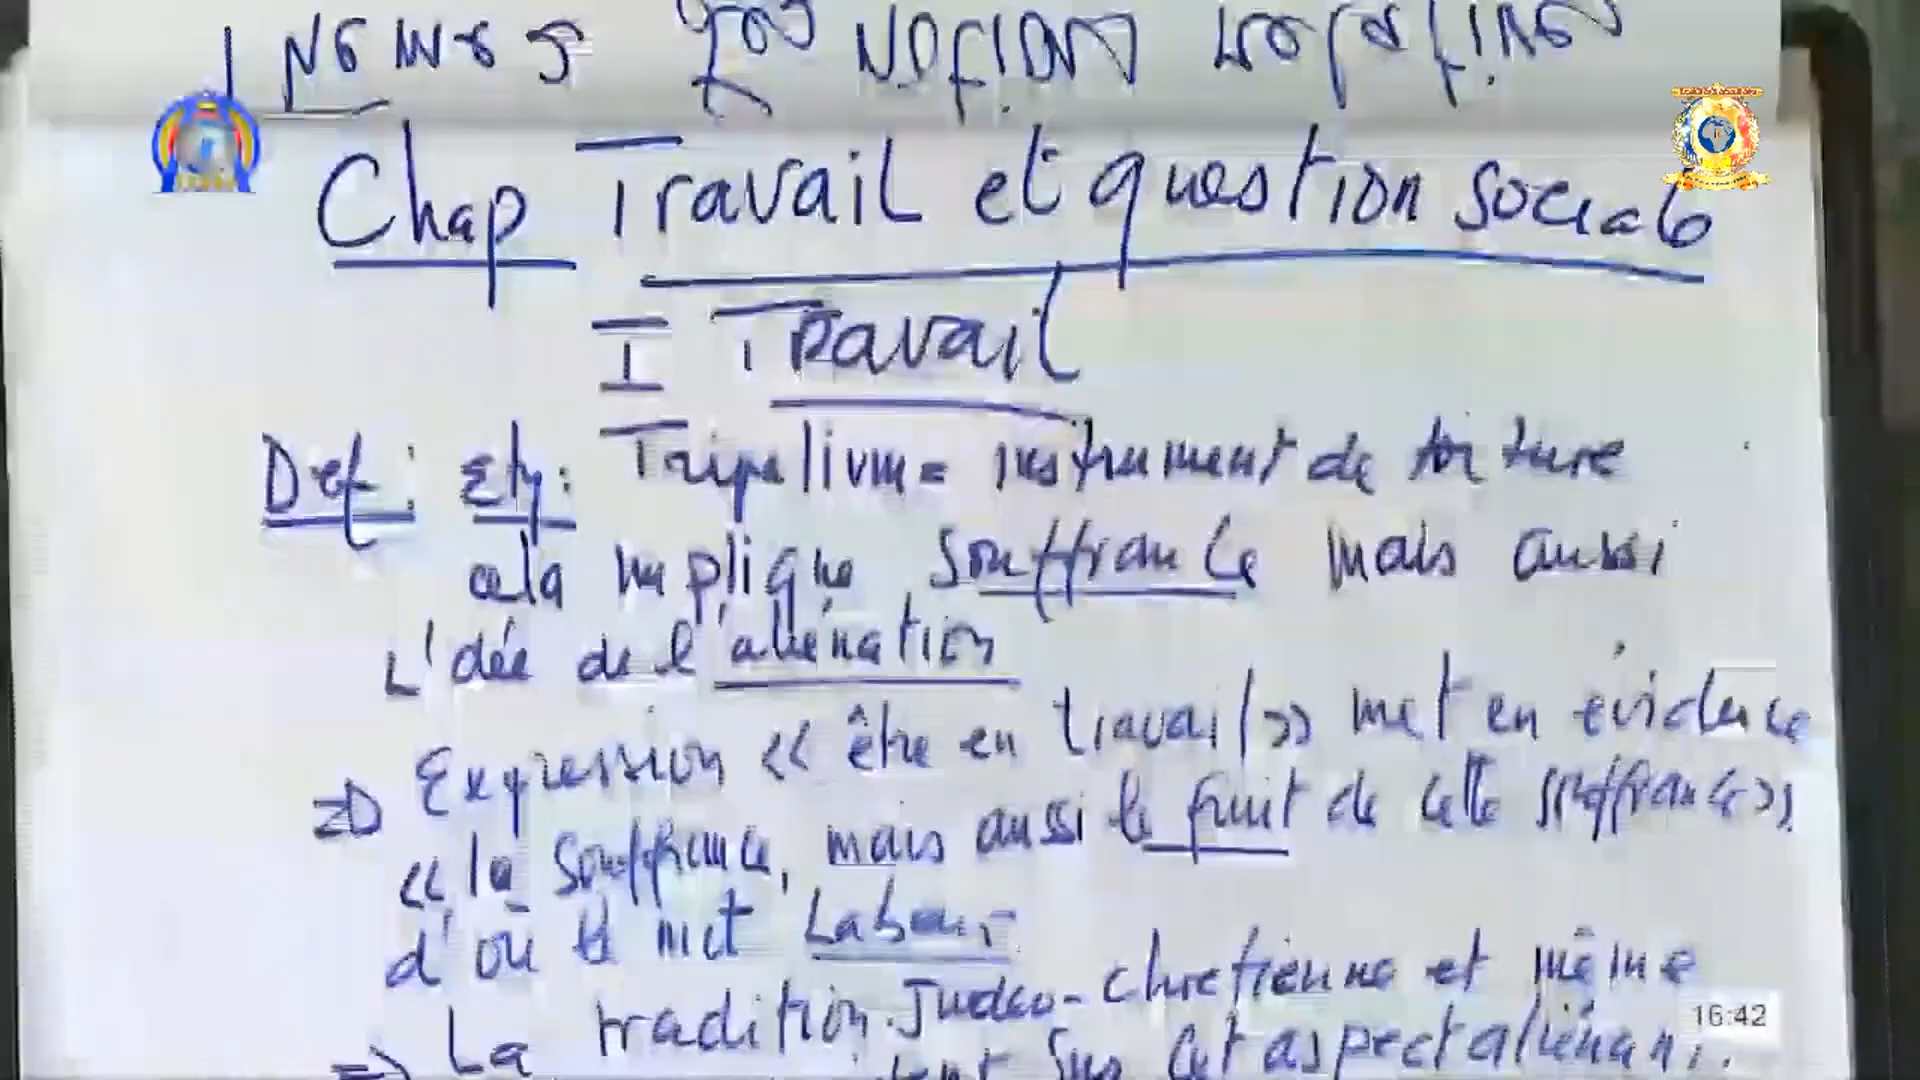 Chap Travail et question sociale
I Travail
Def: Ety: Tripalium = instrument de torture
cela implique souffrance mais aussi
L'idée de l'aliénation
=> Expression << être en travail >> met en évidence
<< la souffrance, mais aussi le fruit de cette souffrance >>
d'où le mot Labeur
=> La tradition Judéo-chrétienne et même
sur cet aspect aliénant.
16:42